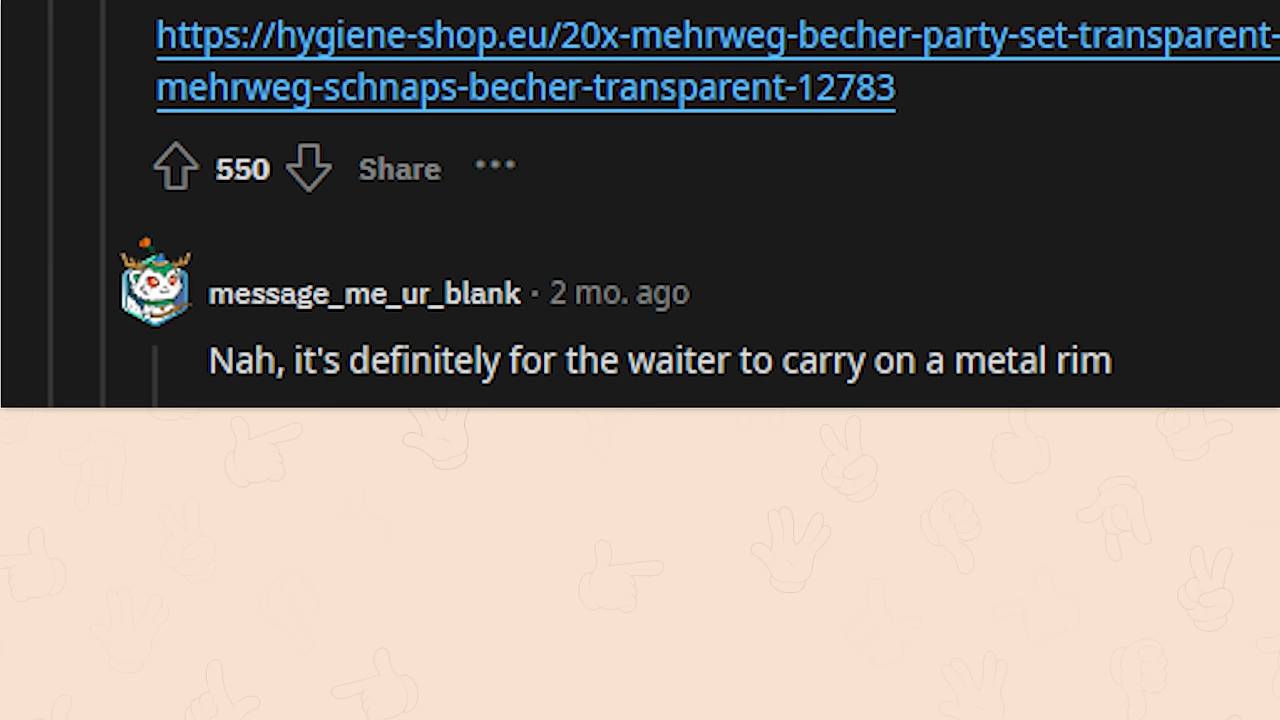 https://hygiene-shop.eu/20x-mehrweg-becher-party-set-transparent-
mehrweg-schnaps-becher-transparent-12783
550 Share ...
message_me_ur_blank · 2 mo. ago
Nah, it's definitely for the waiter to carry on a metal rim